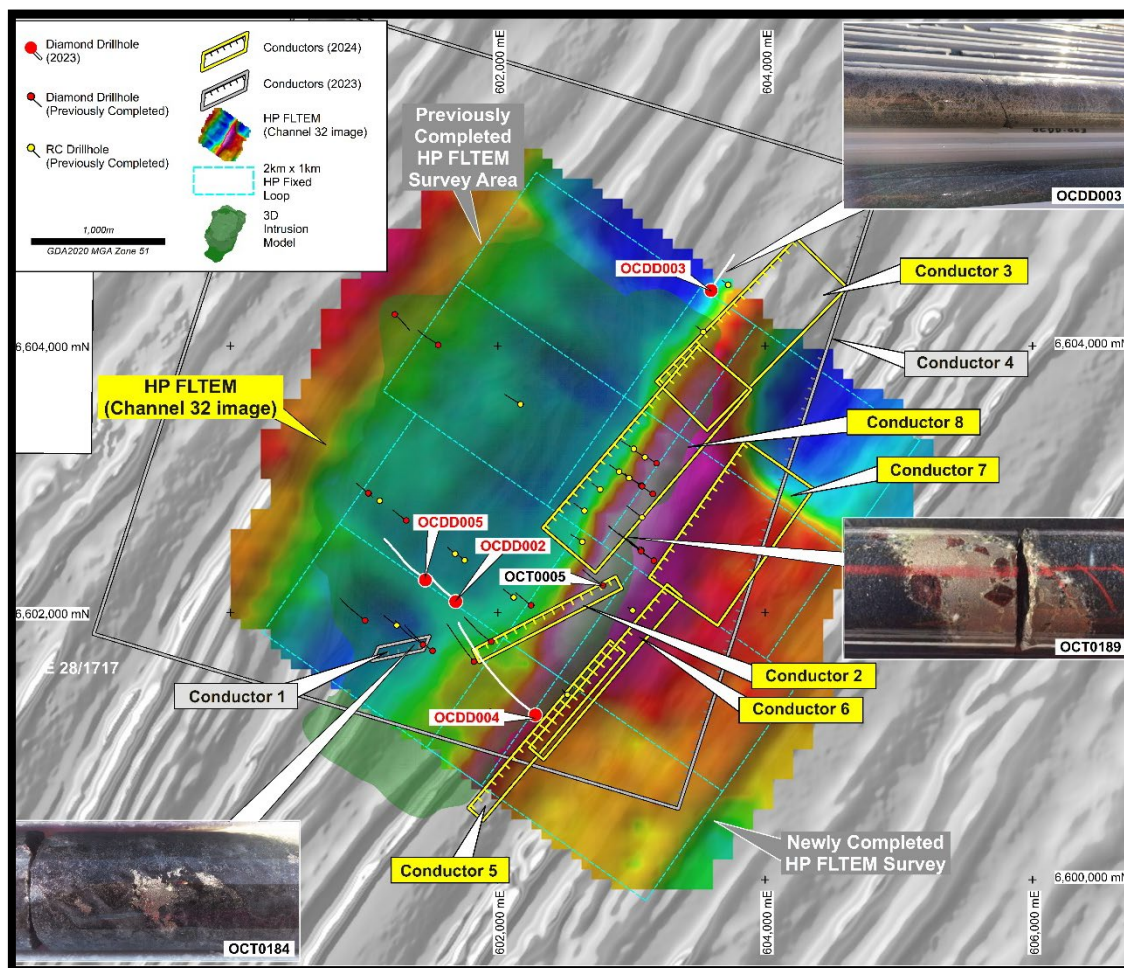 Diamond Drillhole
(2023)
Diamond Drillhole
(Previously Completed)
RC Drillhole
(Previously Completed)
1,000m
GDA2020 MGA Zone 51
Conductors (2024)
Conductors (2023)
HP FLTEM
(Channel 32 image)
2km x 1km
HP Fixed
Loop
3D
Intrusion
Model
602,000 mE
604,000 mE
Previously
Completed
HP FLTEM
Survey Area
OCDD003
OCDD003
OCDD-003
Conductor 3
6,604,000 mN
6,604,000 mN
Conductor 4
HP FLTEM
(Channel 32 image)
Conductor 8
Conductor 7
OCDD005
OCDD002
OCT0005
6,602,000 mN
OCT0189
E 28/1717
Conductor 1
Conductor 2
Conductor 6
OCDD004
Newly Completed
HP FLTEM Survey
Conductor 5
6,600,000 mN
OCT0184
602,000 mE
604,000 mE
606,000 mE